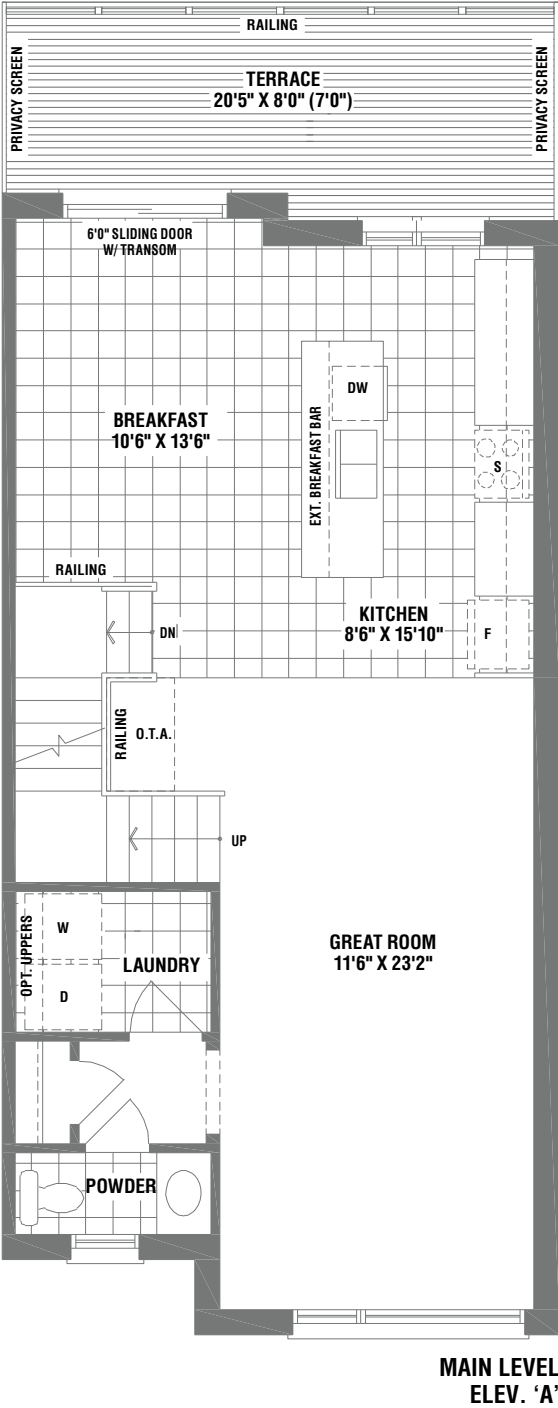 RAILING
PRIVACY SCREEN
TERRACE
20'5" X 8'0" (7'0")
PRIVACY SCREEN
6'0" SLIDING DOOR
W/ TRANSOM
DW
EXT. BREAKFAST BAR
BREAKFAST
10'6" X 13'6"
S
RAILING
KITCHEN
8'6" X 15'10"
DN
F
RAILING
O.T.A.
UP
OPT. UPPERS
W
LAUNDRY
D
GREAT ROOM
11'6" X 23'2"
POWDER
MAIN LEVEL
ELEV. ‘A’